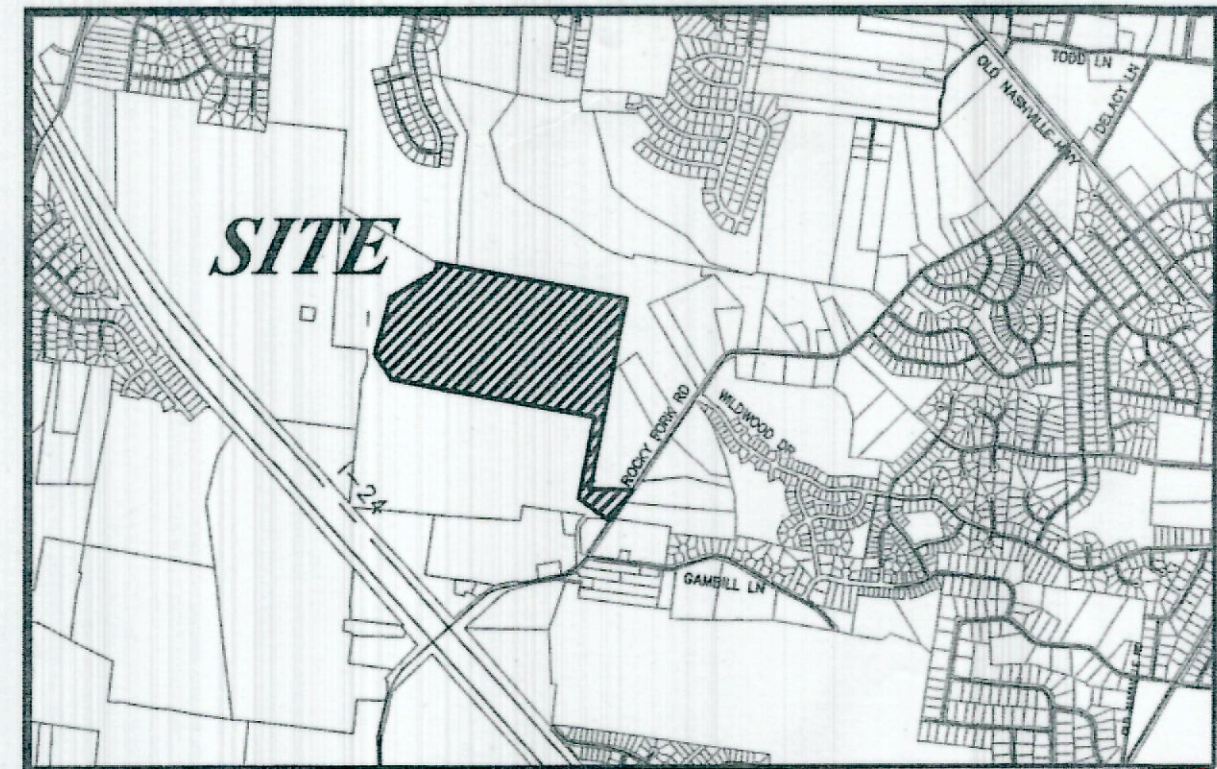 TODD LN
OLD NASHVILLE HWY
DELACY LN
SITE
ROCKY FORK RD
WILDWOOD DR
I-24
GAMBILL LN